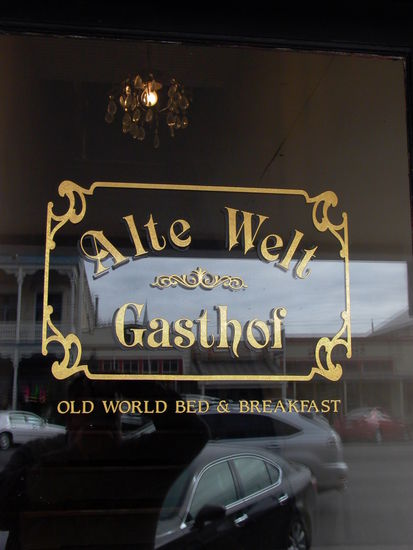 Alte Welt
Gasthof
OLD WORLD BED & BREAKFAST